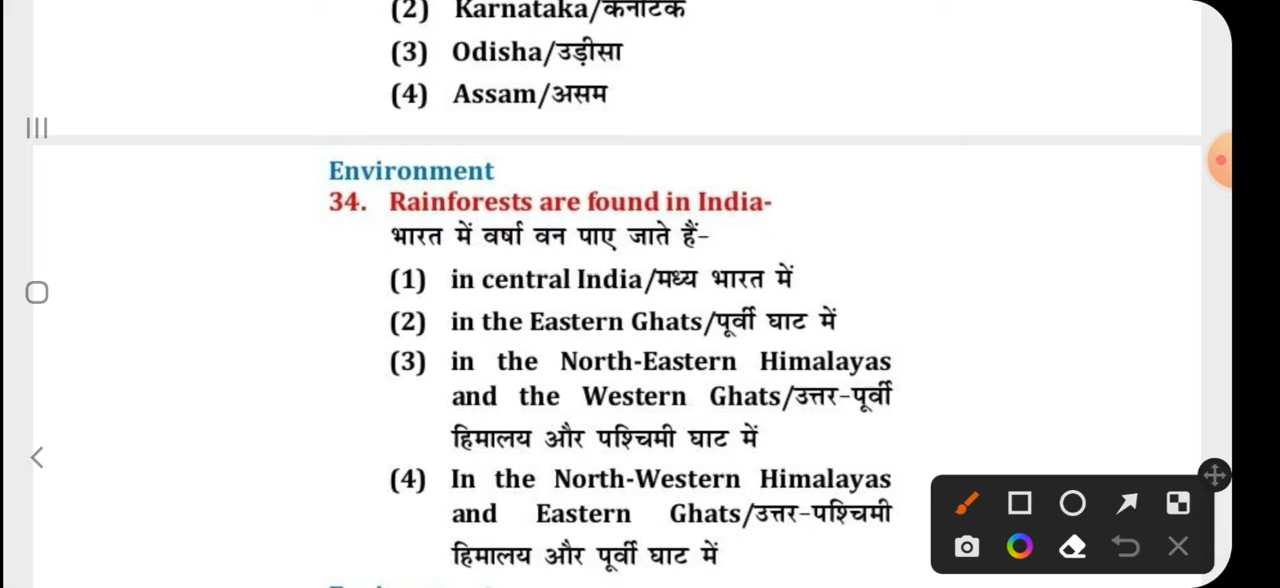 (2) Karnataka/कर्नाटक
(3) Odisha/उड़ीसा
(4) Assam/असम
Environment
34. Rainforests are found in India-
भारत में वर्षा वन पाए जाते हैं-
(1) in central India/मध्य भारत में
(2) in the Eastern Ghats/पूर्वी घाट में
(3) in the North-Eastern Himalayas
and the Western Ghats/उत्तर-पूर्वी
हिमालय और पश्चिमी घाट में
(4) In the North-Western Himalayas
and Eastern Ghats/उत्तर-पश्चिमी
हिमालय और पूर्वी घाट में